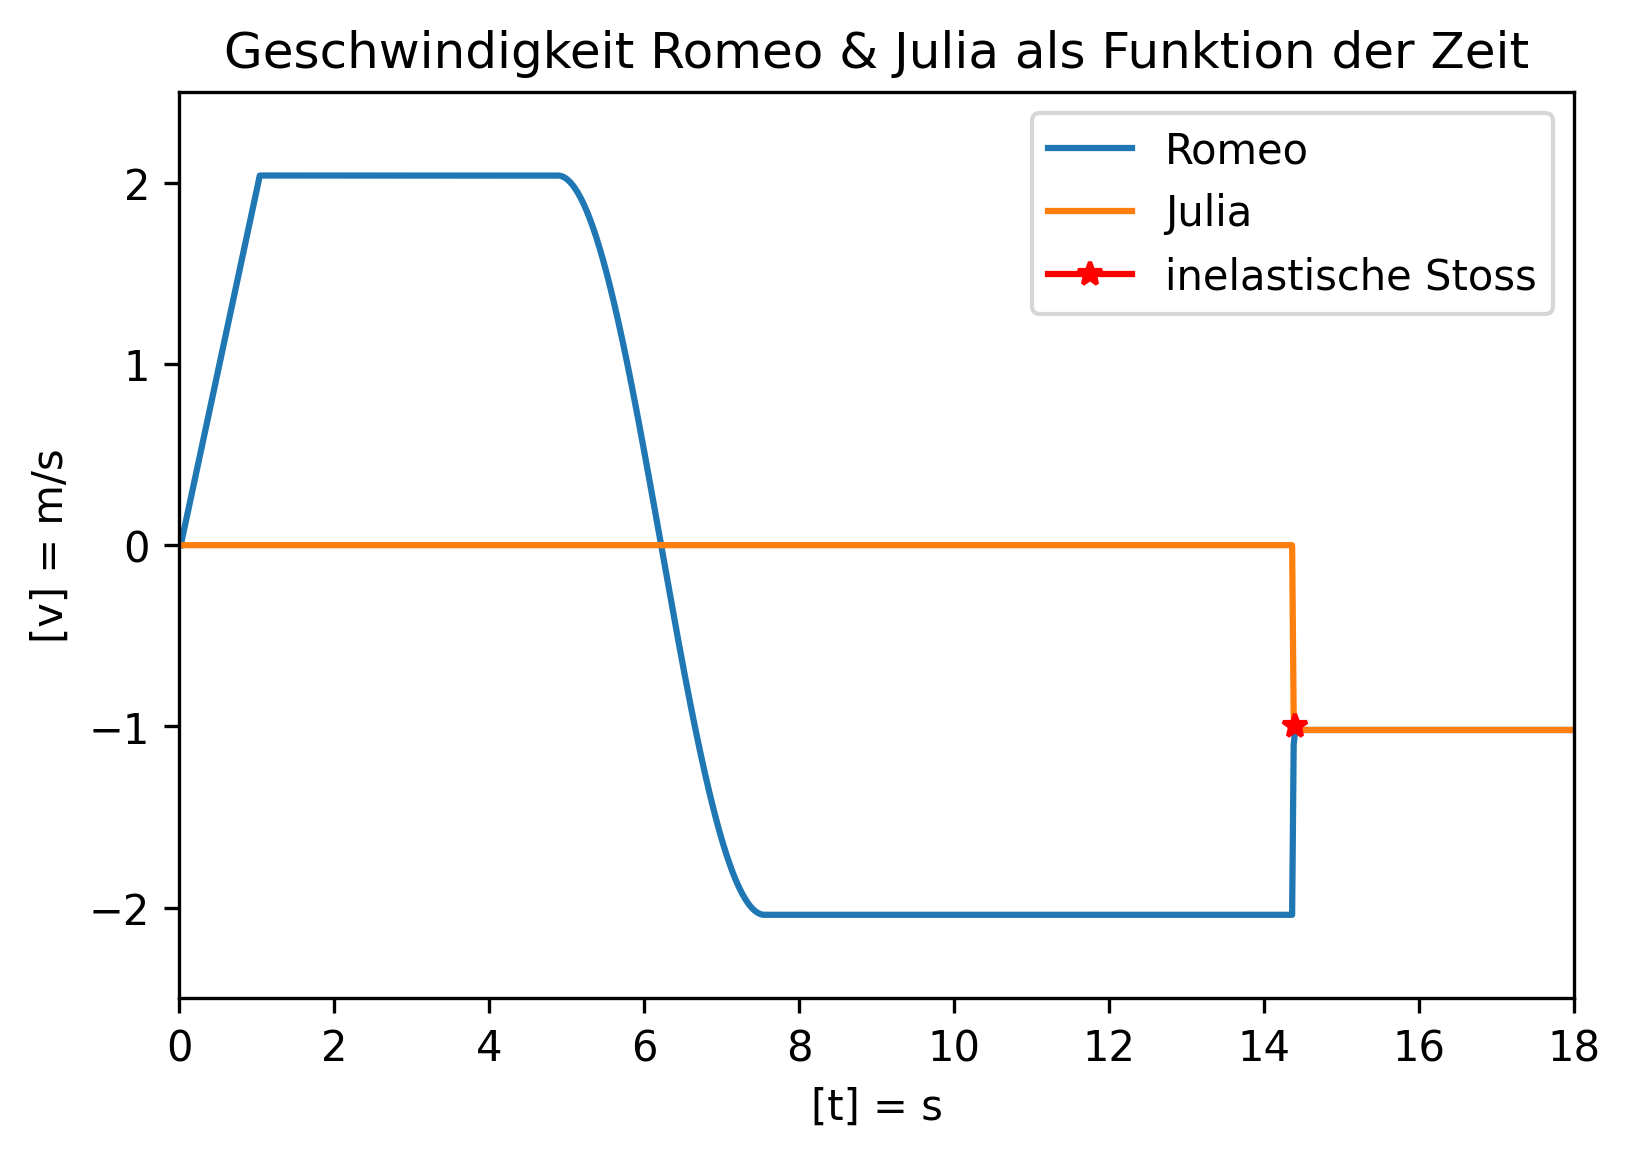 Geschwindigkeit Romeo & Julia als Funktion der Zeit
Romeo
Julia
inelastische Stoss
2
1
0
−1
−2
[v] = m/s
0 2 4 6 8 10 12 14 16 18
[t] = s